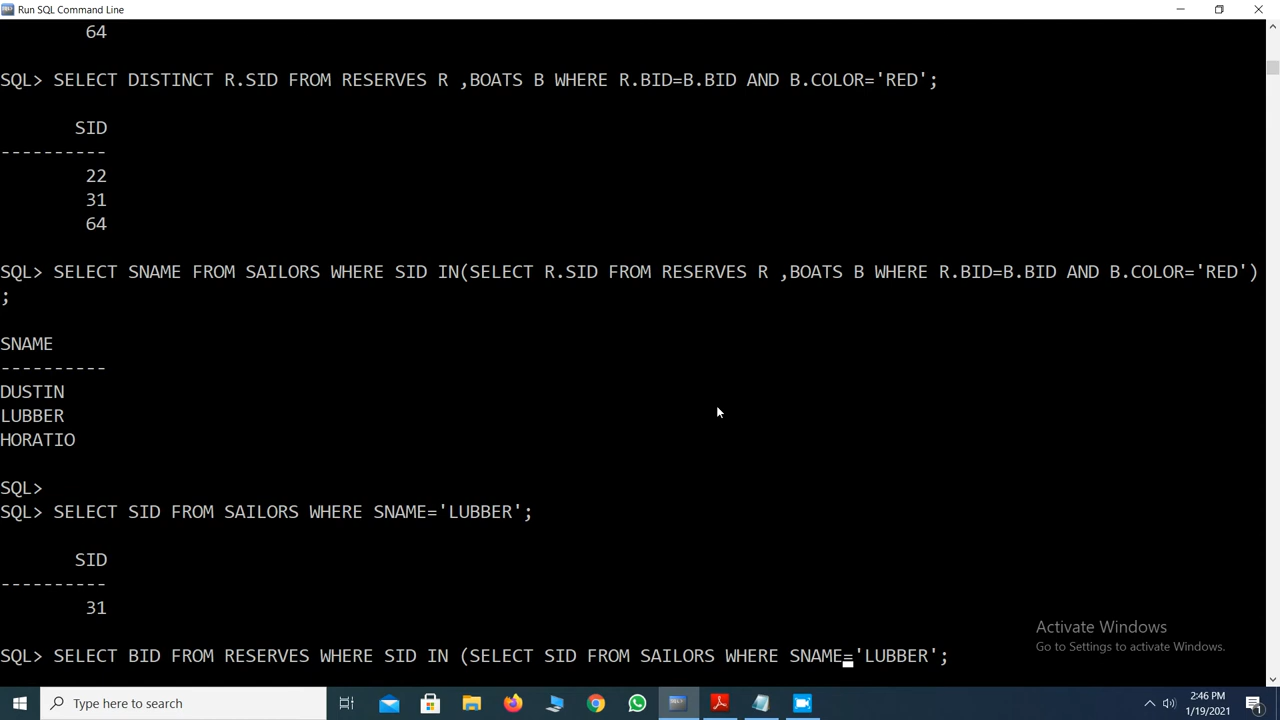 Run SQL Command Line
64
SQL> SELECT DISTINCT R.SID FROM RESERVES R ,BOATS B WHERE R.BID=B.BID AND B.COLOR='RED';
SID
----------
22
31
64
SQL> SELECT SNAME FROM SAILORS WHERE SID IN(SELECT R.SID FROM RESERVES R ,BOATS B WHERE R.BID=B.BID AND B.COLOR='RED')
;
SNAME
----------
DUSTIN
LUBBER
HORATIO
SQL>
SQL> SELECT SID FROM SAILORS WHERE SNAME='LUBBER';
SID
----------
31
SQL> SELECT BID FROM RESERVES WHERE SID IN (SELECT SID FROM SAILORS WHERE SNAME='LUBBER';
Activate Windows
Go to Settings to activate Windows.
Type here to search
2:46 PM
1/19/2021
1